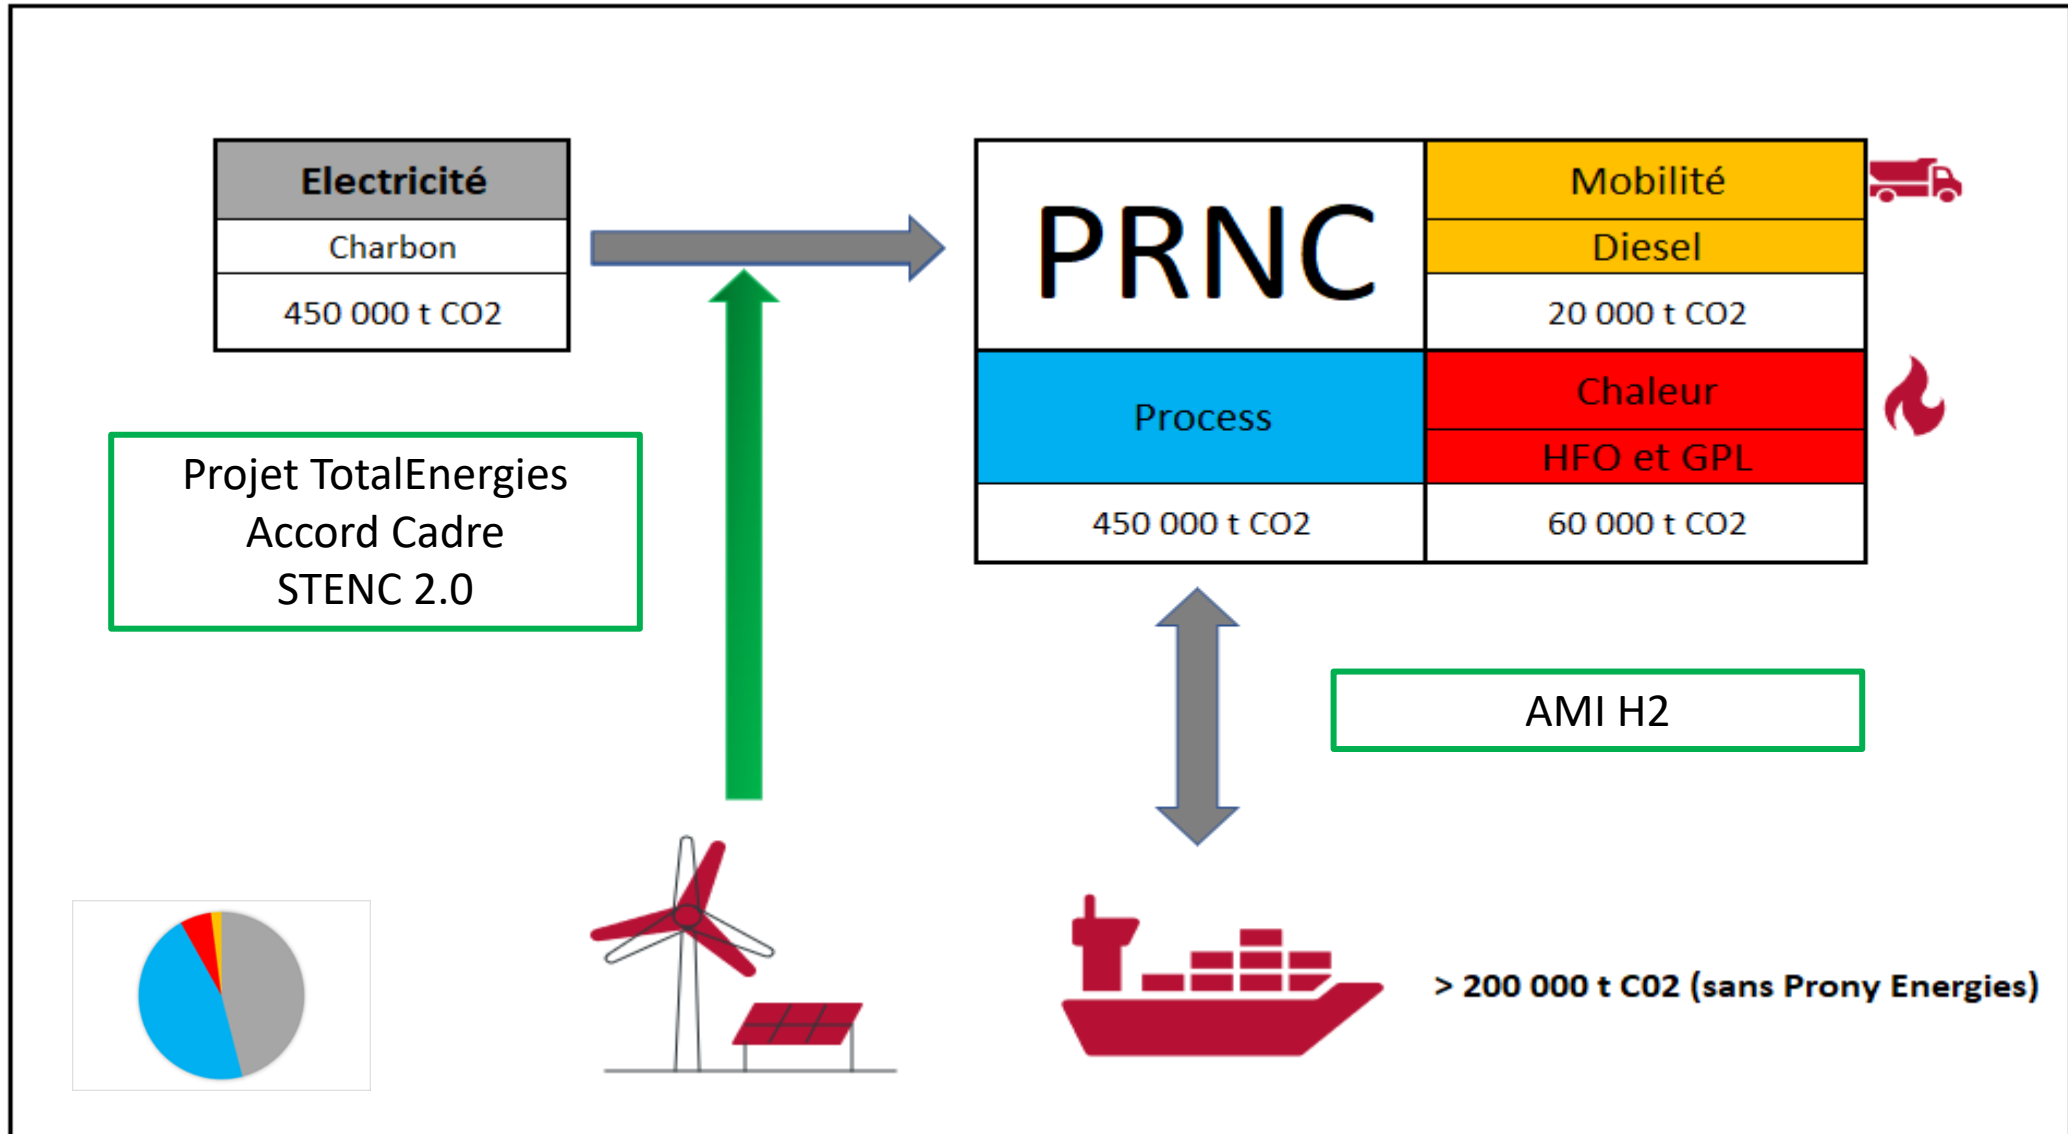 Electricité
Charbon
450 000 t CO2
PRNC
Mobilité
Diesel
20 000 t CO2
Process
450 000 t CO2
Chaleur
HFO et GPL
60 000 t CO2
Projet TotalEnergies
Accord Cadre
STENC 2.0
AMI H2
> 200 000 t C02 (sans Prony Energies)